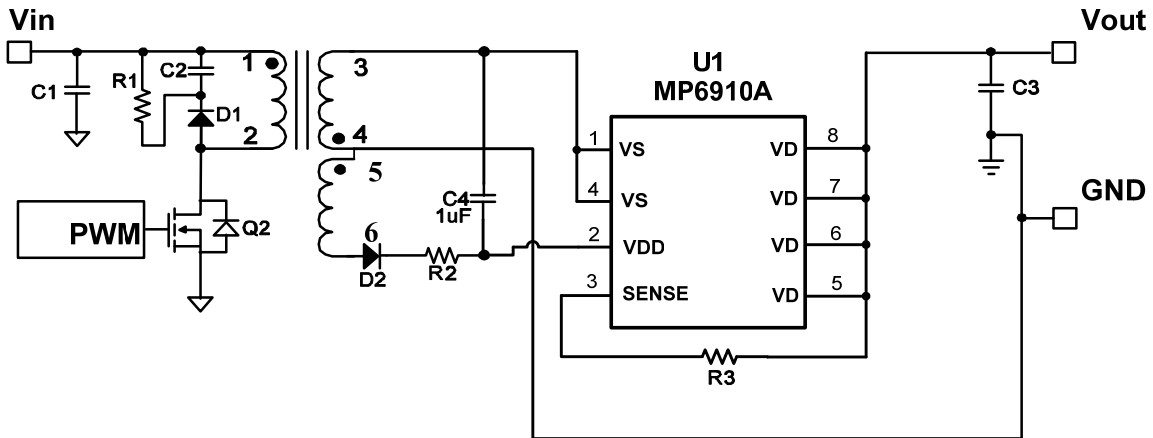 Vin
Vout
C1
R1
C2
D1
1
2
3
4
5
6
U1
MP6910A
1
VS
4
VS
2
VDD
3
SENSE
VD
8
VD
7
VD
6
VD
5
C3
GND
C4
1uF
PWM
Q2
D2
R2
R3